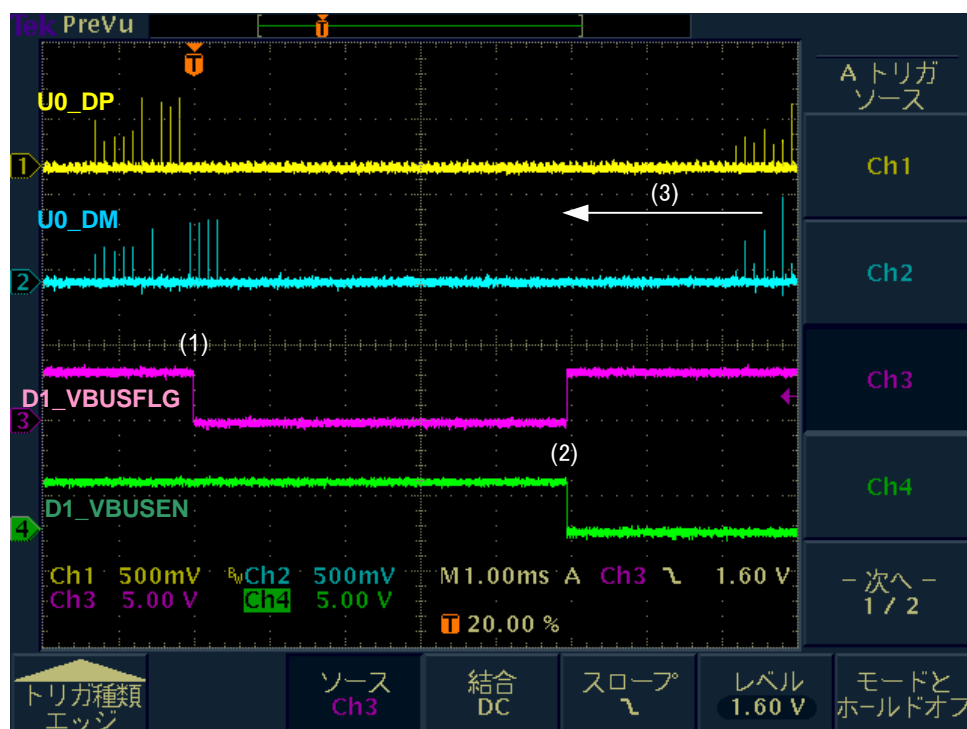 Tek PreVu
T
T
U0_DP
1
(3)
U0_DM
2
(1)
D1_VBUSFLG
3
(2)
D1_VBUSEN
4
Ch1 500mV BwCh2 500mV M1.00ms A Ch3 1.60 V
Ch3 5.00 V Ch4 5.00 V
T 20.00 %
A トリガ
ソース
Ch1
Ch2
Ch3
Ch4
- 次へ -
1 / 2
トリガ種類
エッジ
ソース
Ch3
結合
DC
スロープ
レベル
1.60 V
モードと
ホールドオフ